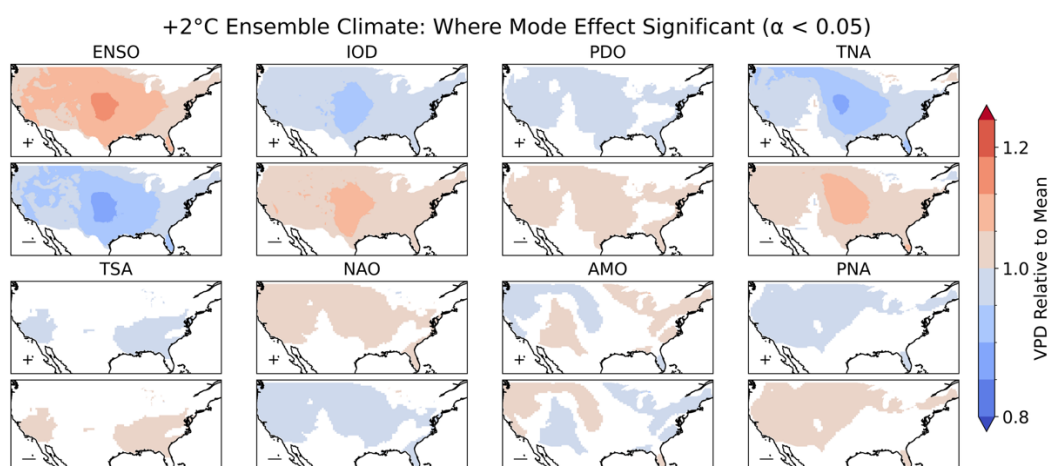 +2°C Ensemble Climate: Where Mode Effect Significant (α < 0.05)
ENSO IOD PDO TNA
+ + + +
− − − −
TSA NAO AMO PNA
+ + + +
− − − −
1.2
1.0
0.8
VPD Relative to Mean